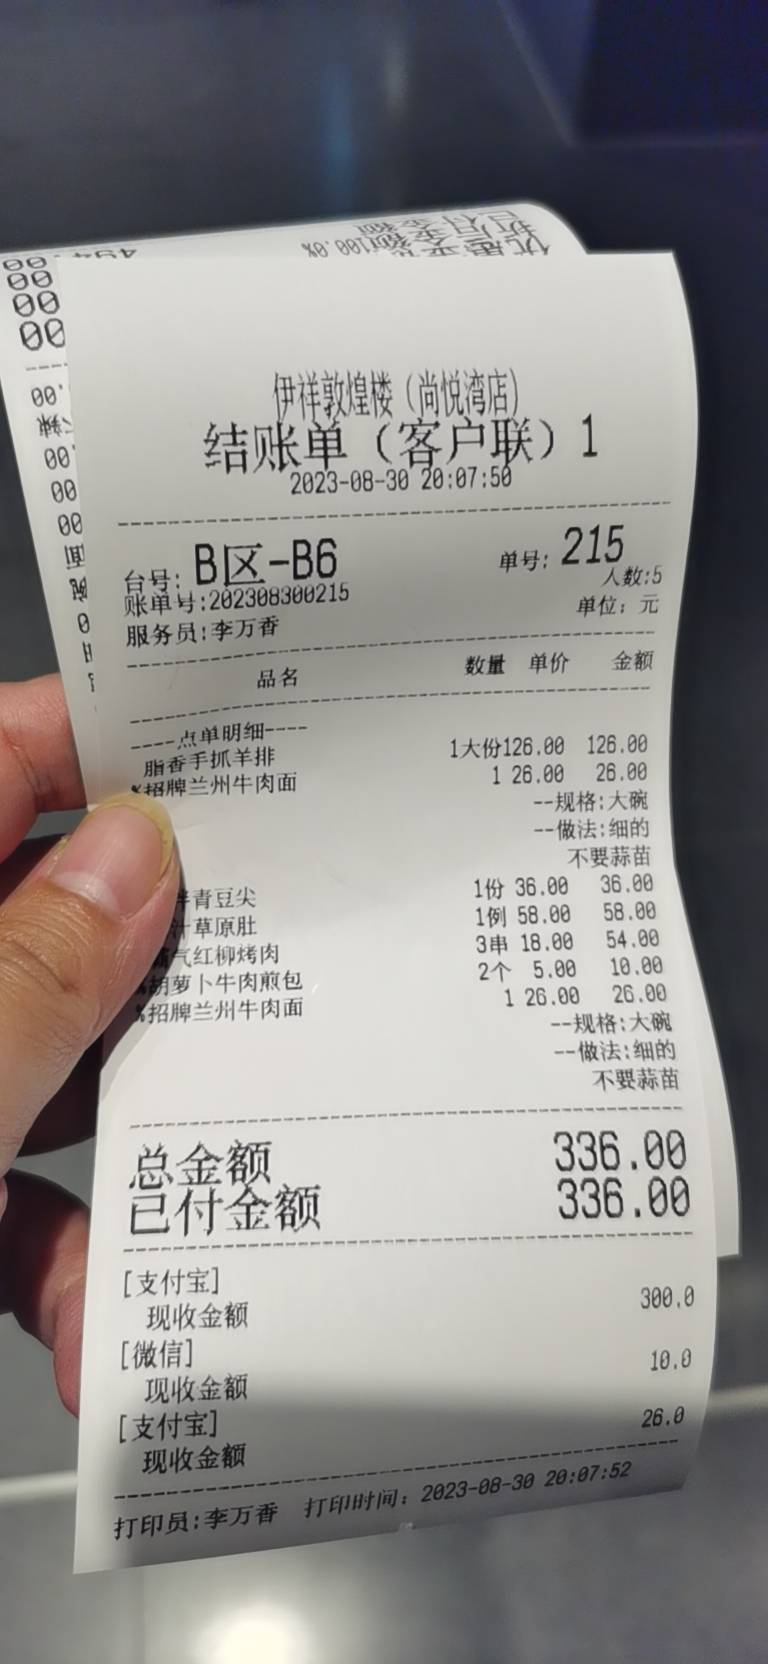 伊祥敦煌楼（尚悦湾店）
结账单（客户联）1
2023-08-30 20:07:50
台号: B区-B6 单号: 215
人数:5
账单号:202308300215
单位: 元
服务员:李万香
品名 数量 单价 金额
----点单明细----
脂香手抓羊排 1大份126.00 126.00
%招牌兰州牛肉面 1 26.00 26.00
--规格:大碗
--做法:细的
不要蒜苗
青豆尖 1份 36.00 36.00
汁草原肚 1例 58.00 58.00
气红柳烤肉 3串 18.00 54.00
%胡萝卜牛肉煎包 2个 5.00 10.00
%招牌兰州牛肉面 1 26.00 26.00
--规格:大碗
--做法:细的
不要蒜苗
总金额 336.00
已付金额 336.00
[支付宝]
现收金额 300.0
[微信]
现收金额 10.0
[支付宝]
现收金额 26.0
打印员:李万香 打印时间: 2023-08-30 20:07:52